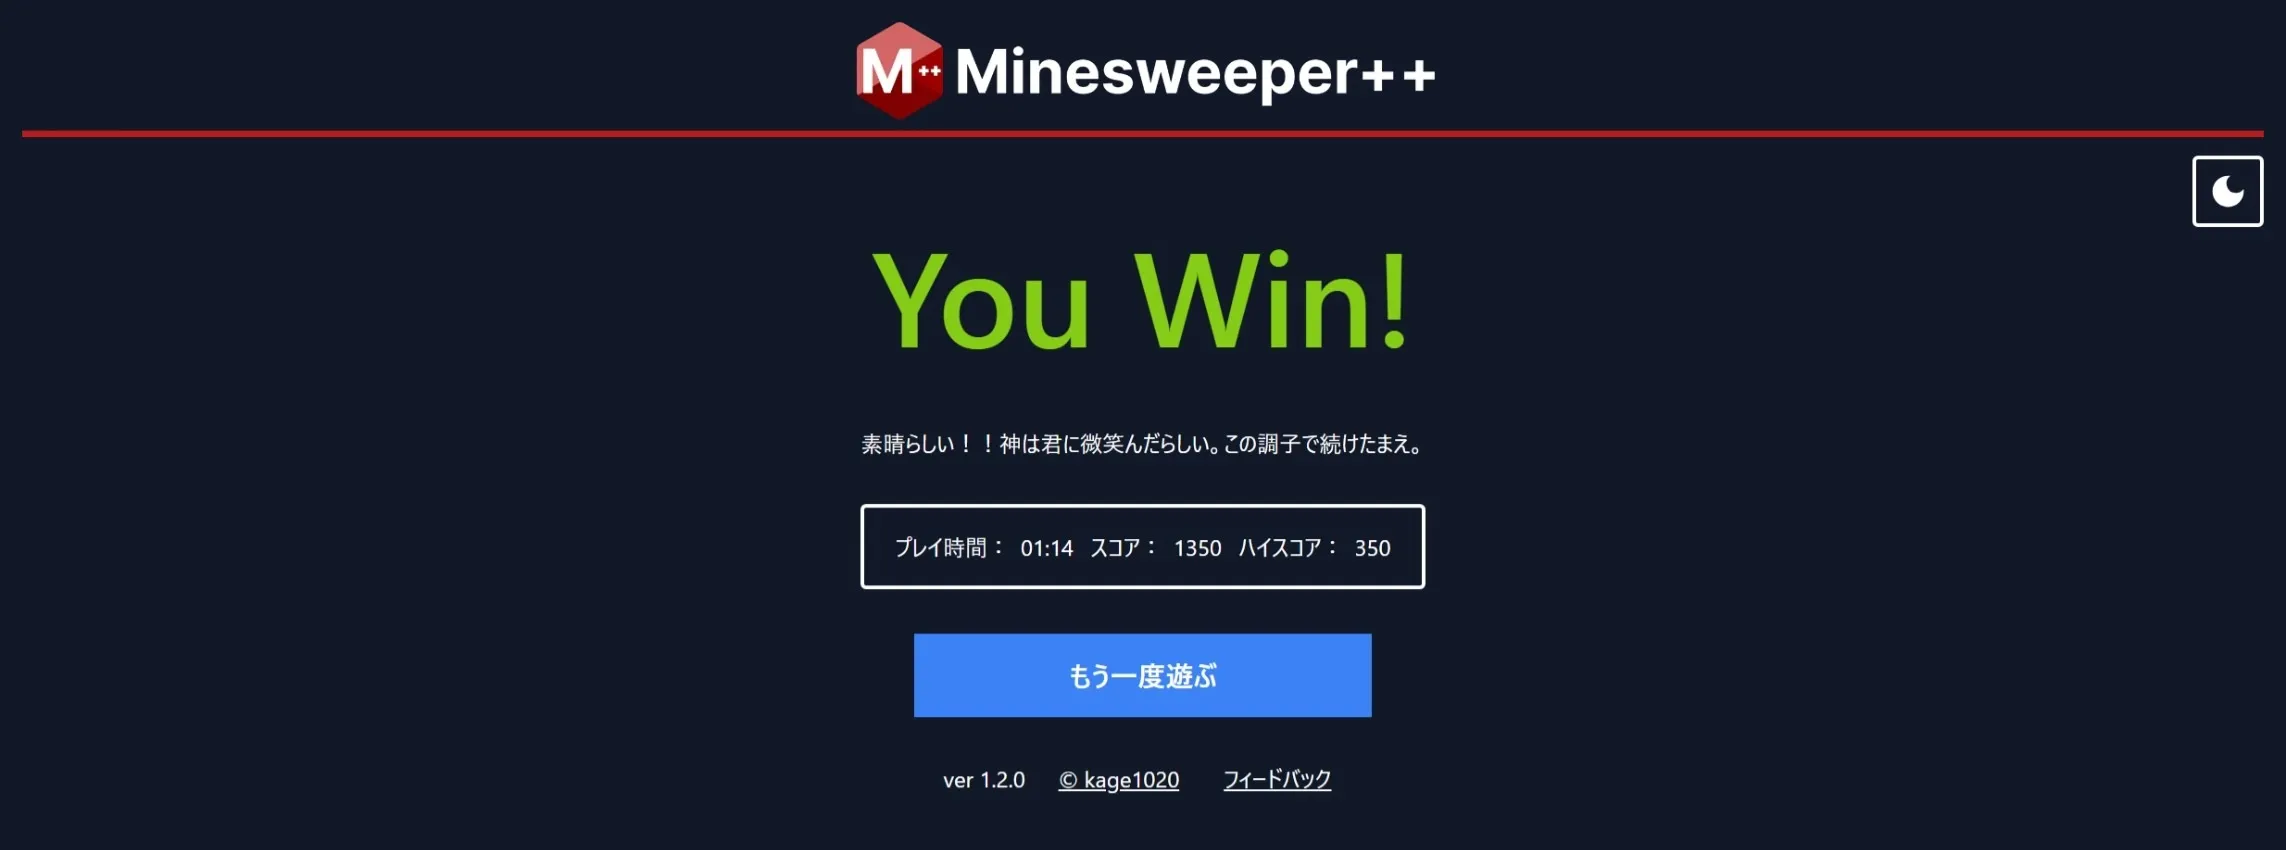 M++ Minesweeper++
You Win!
素晴らしい！！神は君に微笑んだらしい。この調子で続けたまえ。
プレイ時間： 01:14 スコア： 1350 ハイスコア： 350
もう一度遊ぶ
ver 1.2.0 © kage1020 フィードバック